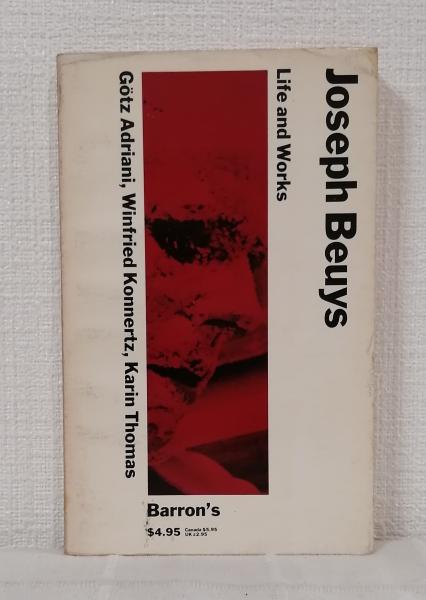 Joseph Beuys
Life and Works
Götz Adriani, Winfried Konnertz, Karin Thomas
Barron's
$4.95 Canada $5.95
UK £2.95